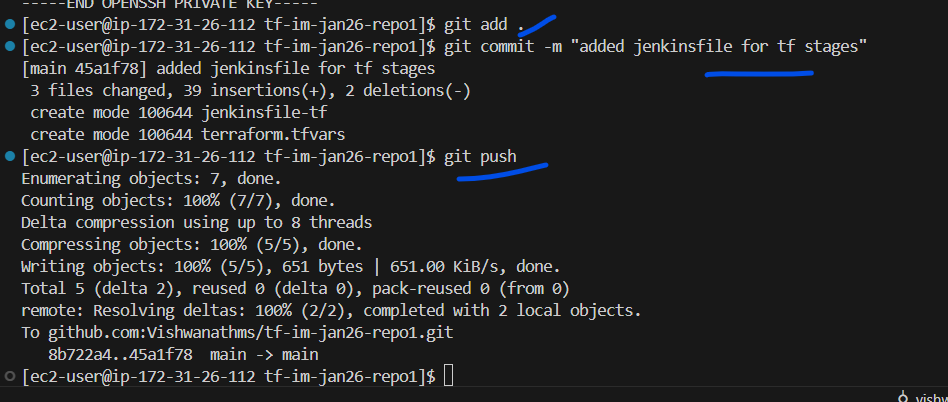 -----END OPENSSH PRIVATE KEY-----
[ec2-user@ip-172-31-26-112 tf-im-jan26-repo1]$ git add .
[ec2-user@ip-172-31-26-112 tf-im-jan26-repo1]$ git commit -m "added jenkinsfile for tf stages"
[main 45a1f78] added jenkinsfile for tf stages
3 files changed, 39 insertions(+), 2 deletions(-)
create mode 100644 jenkinsfile-tf
create mode 100644 terraform.tfvars
[ec2-user@ip-172-31-26-112 tf-im-jan26-repo1]$ git push
Enumerating objects: 7, done.
Counting objects: 100% (7/7), done.
Delta compression using up to 8 threads
Compressing objects: 100% (5/5), done.
Writing objects: 100% (5/5), 651 bytes | 651.00 KiB/s, done.
Total 5 (delta 2), reused 0 (delta 0), pack-reused 0 (from 0)
remote: Resolving deltas: 100% (2/2), completed with 2 local objects.
To github.com:Vishwanathms/tf-im-jan26-repo1.git
8b722a4..45a1f78  main -> main
[ec2-user@ip-172-31-26-112 tf-im-jan26-repo1]$